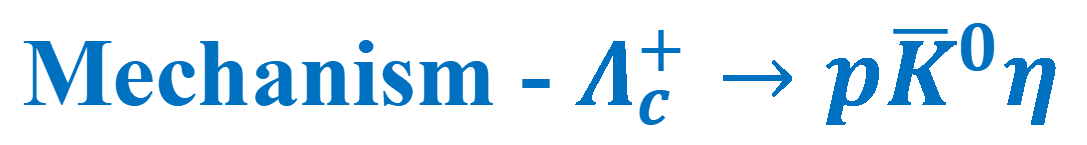 Mechanism - Λc⁺ → pK̅⁰η